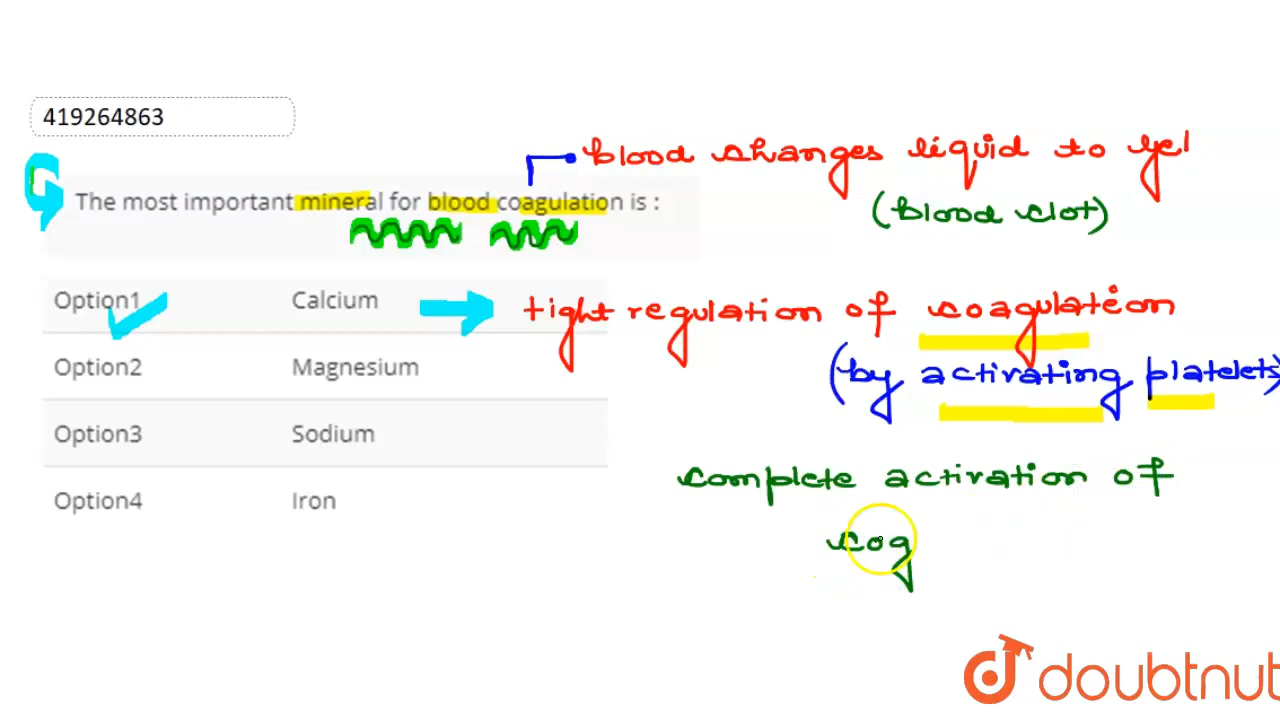 419264863
blood changes liquid to gel
The most important mineral for blood coagulation is :
(blood clot)
Option1 Calcium
tight regulation of coagulation
(by activating platelets)
Option2 Magnesium
Option3 Sodium
complete activation of
Option4 Iron
coa
doubtnut